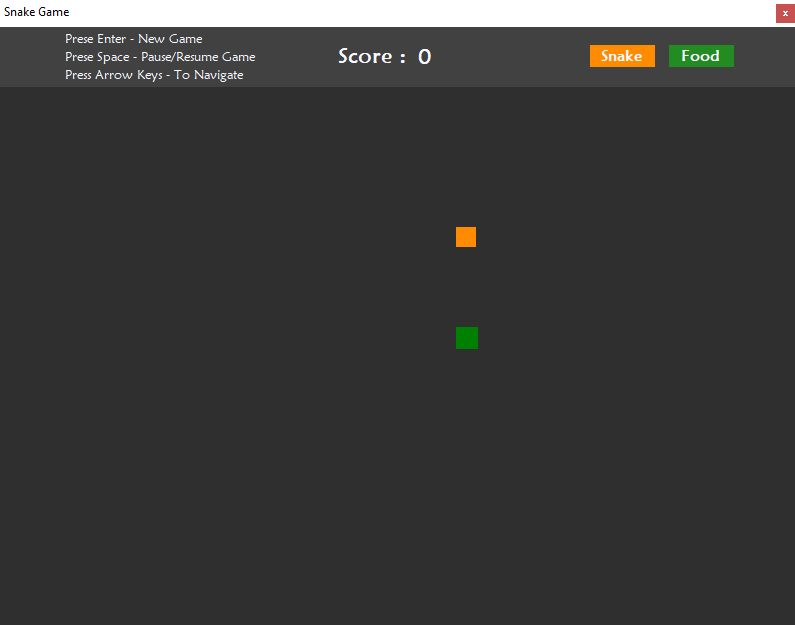 Snake Game
x
Prese Enter - New Game
Prese Space - Pause/Resume Game
Press Arrow Keys - To Navigate
Score : 0
Snake
Food